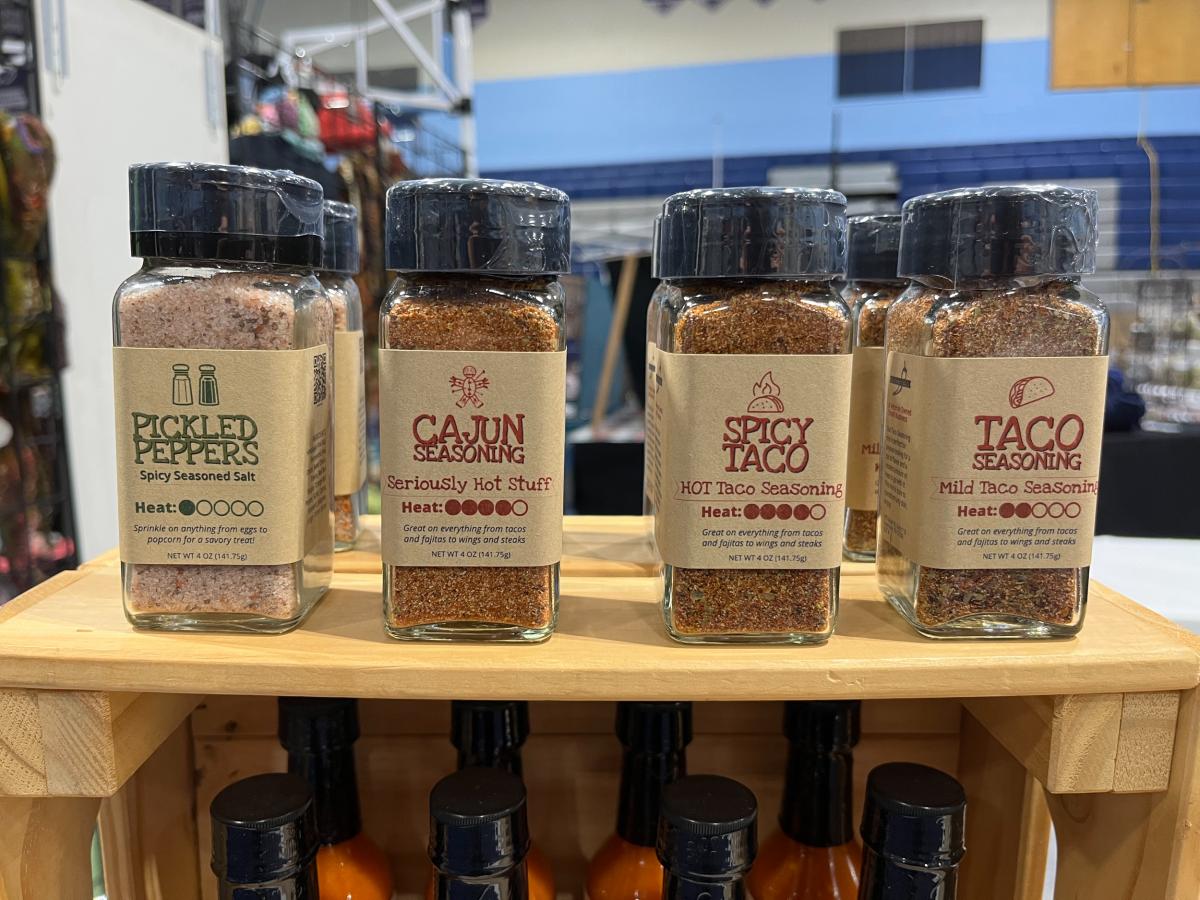 PICKLED
PEPPERS
Spicy Seasoned Salt
Heat:
Sprinkle on anything from eggs to
popcorn for a savory treat!
NET WT 4 OZ (141.75g)
CAJUN
SEASONING
Seriously Hot Stuff
Heat:
Great on everything from tacos
and fajitas to wings and steaks
NET WT 4 OZ (141.75g)
SPICY
TACO
HOT Taco Seasoning
Heat:
Great on everything from tacos
and fajitas to wings and steaks
NET WT 4 OZ (141.75g)
Mil
TACO
SEASONING
Mild Taco Seasoning
Heat:
Great on everything from tacos
and fajitas to wings and steaks
NET WT 4 OZ (141.75g)